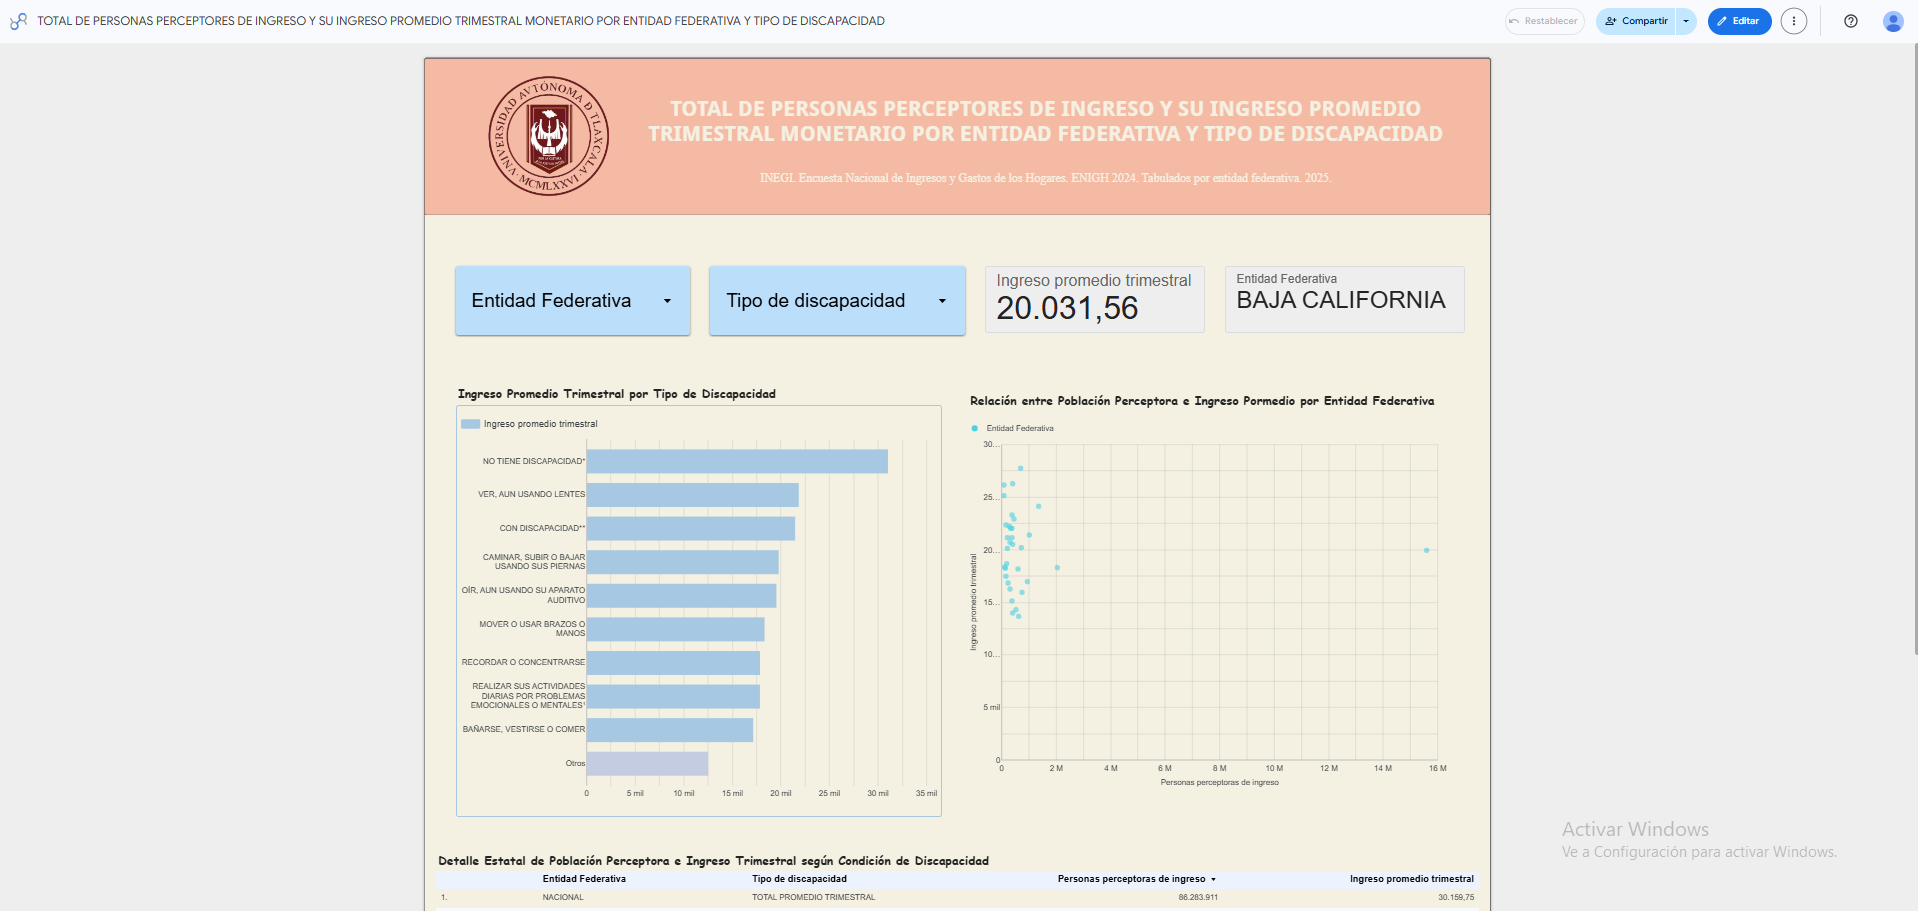 TOTAL DE PERSONAS PERCEPTORES DE INGRESO Y SU INGRESO PROMEDIO TRIMESTRAL MONETARIO POR ENTIDAD FEDERATIVA Y TIPO DE DISCAPACIDAD
Restablecer
Compartir
Editar
UNIVERSIDAD AVTÓNOMA D TLAXCALA
MCMLXXVI
TOTAL DE PERSONAS PERCEPTORES DE INGRESO Y SU INGRESO PROMEDIO
TRIMESTRAL MONETARIO POR ENTIDAD FEDERATIVA Y TIPO DE DISCAPACIDAD
INEGI. Encuesta Nacional de Ingresos y Gastos de los Hogares. ENIGH 2024. Tabulados por entidad federativa. 2025.
Entidad Federativa
Tipo de discapacidad
Ingreso promedio trimestral
20.031,56
Entidad Federativa
BAJA CALIFORNIA
Ingreso Promedio Trimestral por Tipo de Discapacidad
Ingreso promedio trimestral
NO TIENE DISCAPACIDAD*
VER, AUN USANDO LENTES
CON DISCAPACIDAD**
CAMINAR, SUBIR O BAJAR
USANDO SUS PIERNAS
OÍR, AUN USANDO SU APARATO
AUDITIVO
MOVER O USAR BRAZOS O
MANOS
RECORDAR O CONCENTRARSE
REALIZAR SUS ACTIVIDADES
DIARIAS POR PROBLEMAS
EMOCIONALES O MENTALES¹
BAÑARSE, VESTIRSE O COMER
Otros
0 5 mil 10 mil 15 mil 20 mil 25 mil 30 mil 35 mil
Relación entre Población Perceptora e Ingreso Pormedio por Entidad Federativa
Entidad Federativa
Ingreso promedio trimestral
30...
25...
20...
15...
10...
5 mil
0
0 2 M 4 M 6 M 8 M 10 M 12 M 14 M 16 M
Personas perceptoras de ingreso
Detalle Estatal de Población Perceptora e Ingreso Trimestral según Condición de Discapacidad
Entidad Federativa Tipo de discapacidad Personas perceptoras de ingreso Ingreso promedio trimestral
1. NACIONAL TOTAL PROMEDIO TRIMESTRAL 86.283.911 30.159,75
Activar Windows
Ve a Configuración para activar Windows.